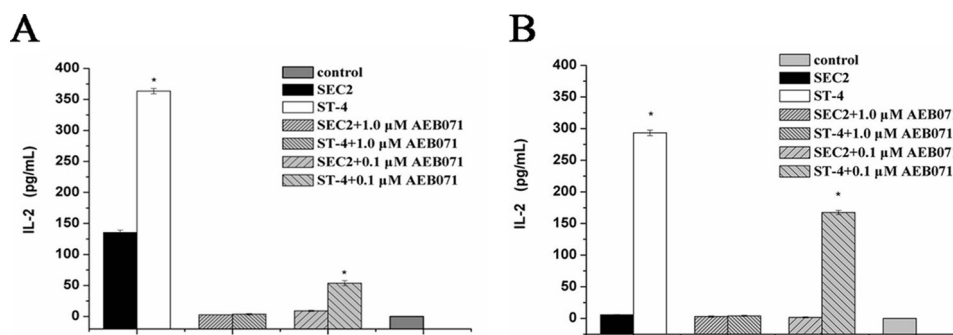 A
IL-2 (pg/mL)
400
350
300
250
200
150
100
50
0
*
*
control
SEC2
ST-4
SEC2+1.0 µM AEB071
ST-4+1.0 µM AEB071
SEC2+0.1 µM AEB071
ST-4+0.1 µM AEB071
B
IL-2 (pg/mL)
400
350
300
250
200
150
100
50
0
*
*
control
SEC2
ST-4
SEC2+1.0 µM AEB071
ST-4+1.0 µM AEB071
SEC2+0.1 µM AEB071
ST-4+0.1 µM AEB071